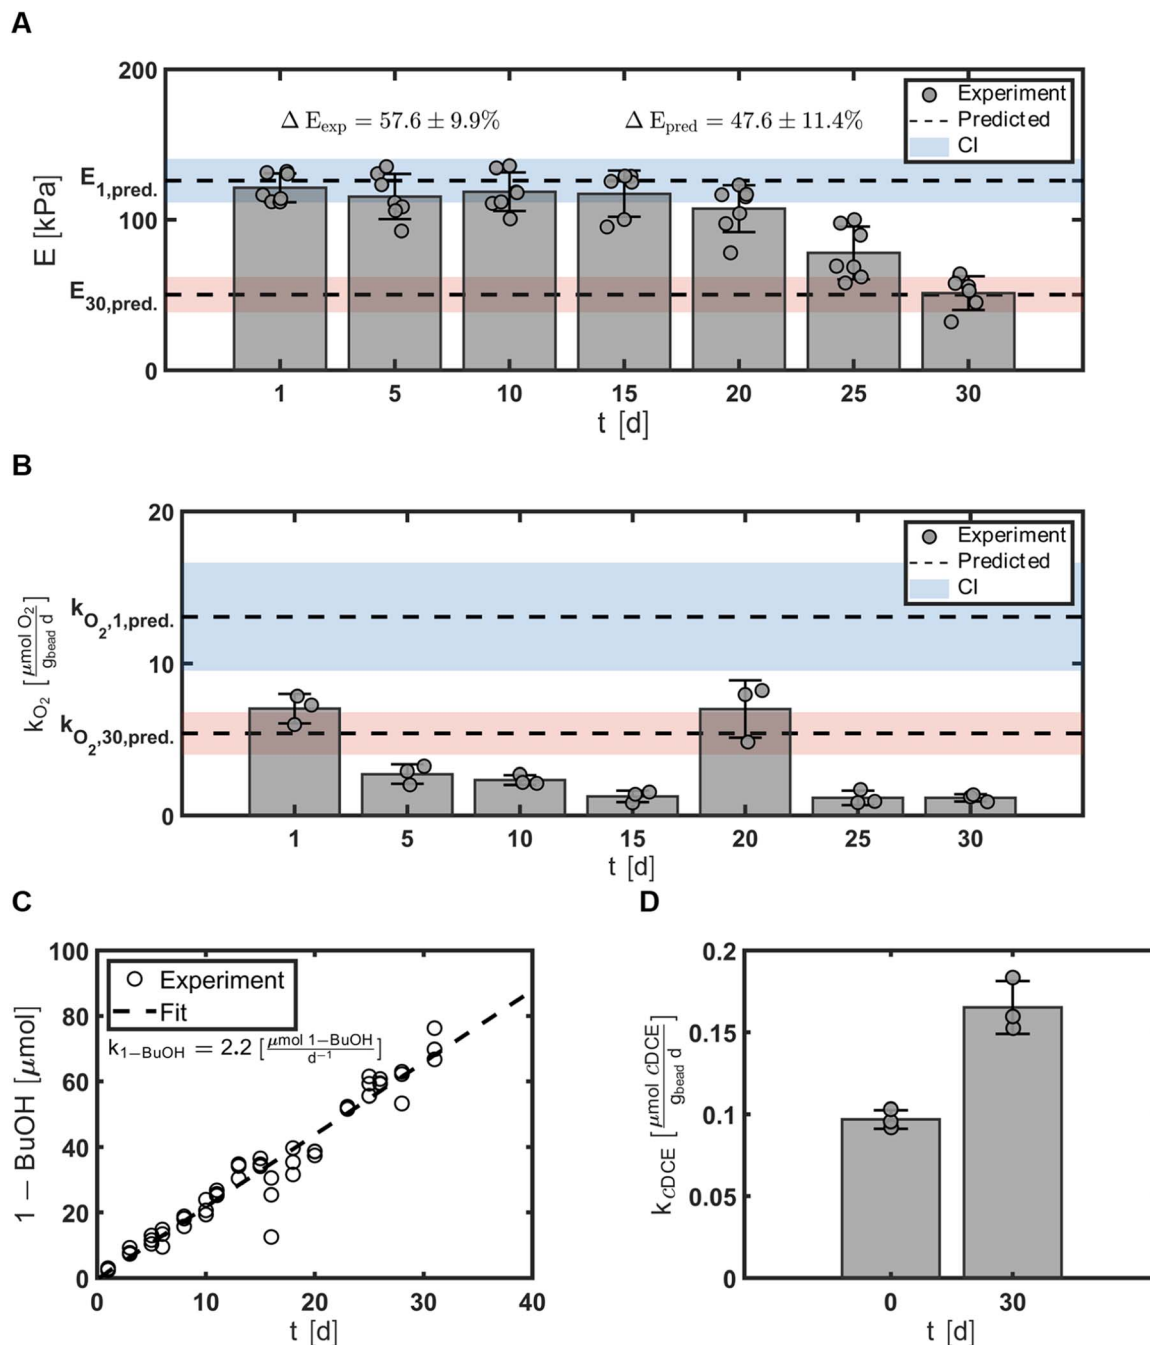 A
200
Δ E_exp = 57.6 ± 9.9%
Δ E_pred = 47.6 ± 11.4%
Experiment
Predicted
CI
E_1,pred.
100
E_30,pred.
0
E [kPa]
1 5 10 15 20 25 30
t [d]
B
20
Experiment
Predicted
CI
k_O2,1,pred.
10
k_O2,30,pred.
0
k_O2 [μmol O2 / g_bead d]
1 5 10 15 20 25 30
t [d]
C
100
Experiment
Fit
80
k_1−BuOH = 2.2 [μmol 1−BuOH / d^−1]
60
40
20
0
1 − BuOH [μmol]
0 10 20 30 40
t [d]
D
0.2
0.15
0.1
0.05
0
k_cDCE [μmol cDCE / g_bead d]
0 30
t [d]